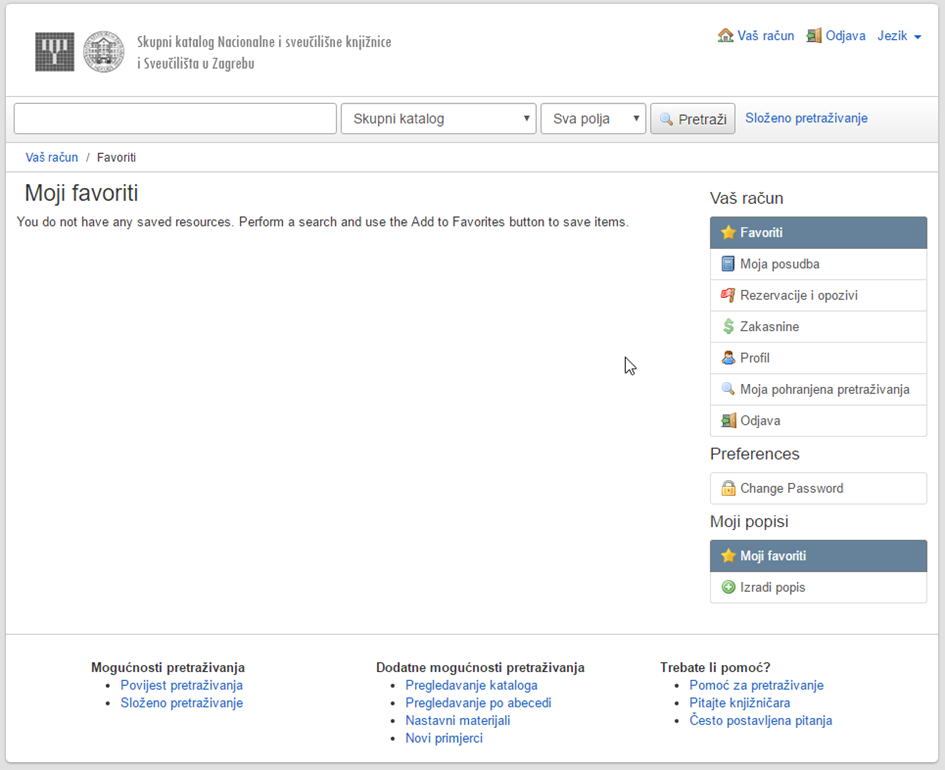 Skupni katalog Nacionalne i sveučilišne knjižnice
i Sveučilišta u Zagrebu
Vaš račun Odjava Jezik
Skupni katalog Sva polja Pretraži Složeno pretraživanje
Vaš račun / Favoriti
Moji favoriti
You do not have any saved resources. Perform a search and use the Add to Favorites button to save items.
Vaš račun
Favoriti
Moja posudba
Rezervacije i opozivi
Zakasnine
Profil
Moja pohranjena pretraživanja
Odjava
Preferences
Change Password
Moji popisi
Moji favoriti
Izradi popis
Mogućnosti pretraživanja
Povijest pretraživanja
Složeno pretraživanje
Dodatne mogućnosti pretraživanja
Pregledavanje kataloga
Pregledavanje po abecedi
Nastavni materijali
Novi primjerci
Trebate li pomoć?
Pomoć za pretraživanje
Pitajte knjižničara
Često postavljena pitanja